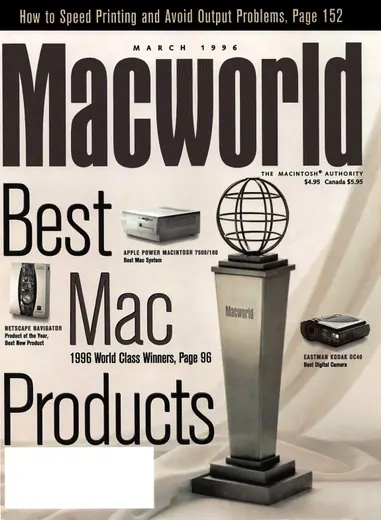 How to Speed Printing and Avoid Output Problems, Page 152
MARCH 1996
Macworld
THE MACINTOSH® AUTHORITY
$4.95 Canada $5.95
Best
APPLE POWER MACINTOSH 7500/100
Best Mac System
Macworld
NETSCAPE NAVIGATOR
Product of the Year,
Best New Product
Mac
1996 World Class Winners, Page 96
EASTMAN KODAK DC40
Best Digital Camera
Products